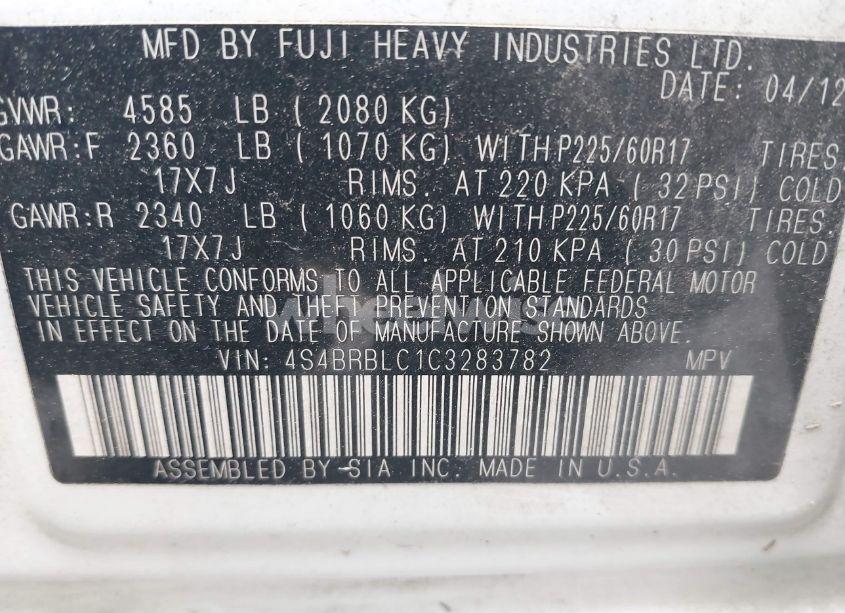 MFD BY FUJI HEAVY INDUSTRIES LTD.
DATE: 04/12
GVWR: 4585 LB ( 2080 KG)
GAWR:F 2360 LB ( 1070 KG) WITH P225/60R17 TIRES,
17X7J RIMS. AT 220 KPA ( 32 PSI) COLD
GAWR:R 2340 LB ( 1060 KG) WITH P225/60R17 TIRES,
17X7J RIMS. AT 210 KPA ( 30 PSI) COLD
THIS VEHICLE CONFORMS TO ALL APPLICABLE FEDERAL MOTOR
VEHICLE SAFETY AND THEFT PREVENTION STANDARDS
IN EFFECT ON THE DATE OF MANUFACTURE SHOWN ABOVE.
VIN: 4S4BRBLC1C3283782 MPV
ASSEMBLED BY SIA INC. MADE IN U.S.A.